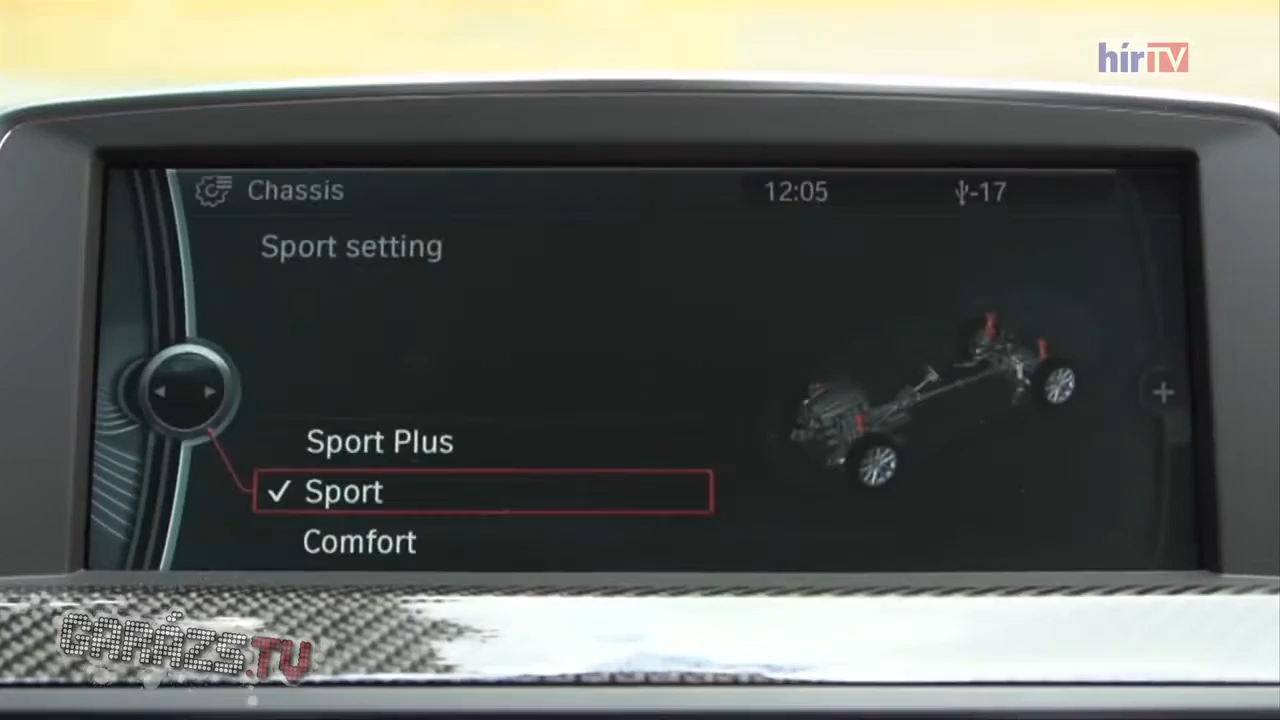 hírTV
Chassis 12:05 -17
Sport setting
Sport Plus
✓ Sport
Comfort
GARÁZS.TV